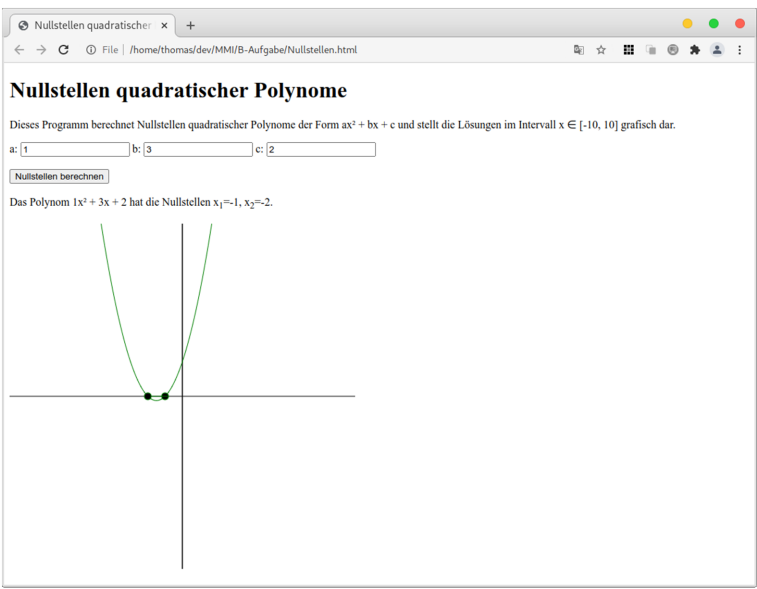 Nullstellen quadratischer
File /home/thomas/dev/MMI/B-Aufgabe/Nullstellen.html
Nullstellen quadratischer Polynome
Dieses Programm berechnet Nullstellen quadratischer Polynome der Form ax² + bx + c und stellt die Lösungen im Intervall x ∈ [-10, 10] grafisch dar.
a: 1 b: 3 c: 2
Nullstellen berechnen
Das Polynom 1x² + 3x + 2 hat die Nullstellen x₁=-1, x₂=-2.